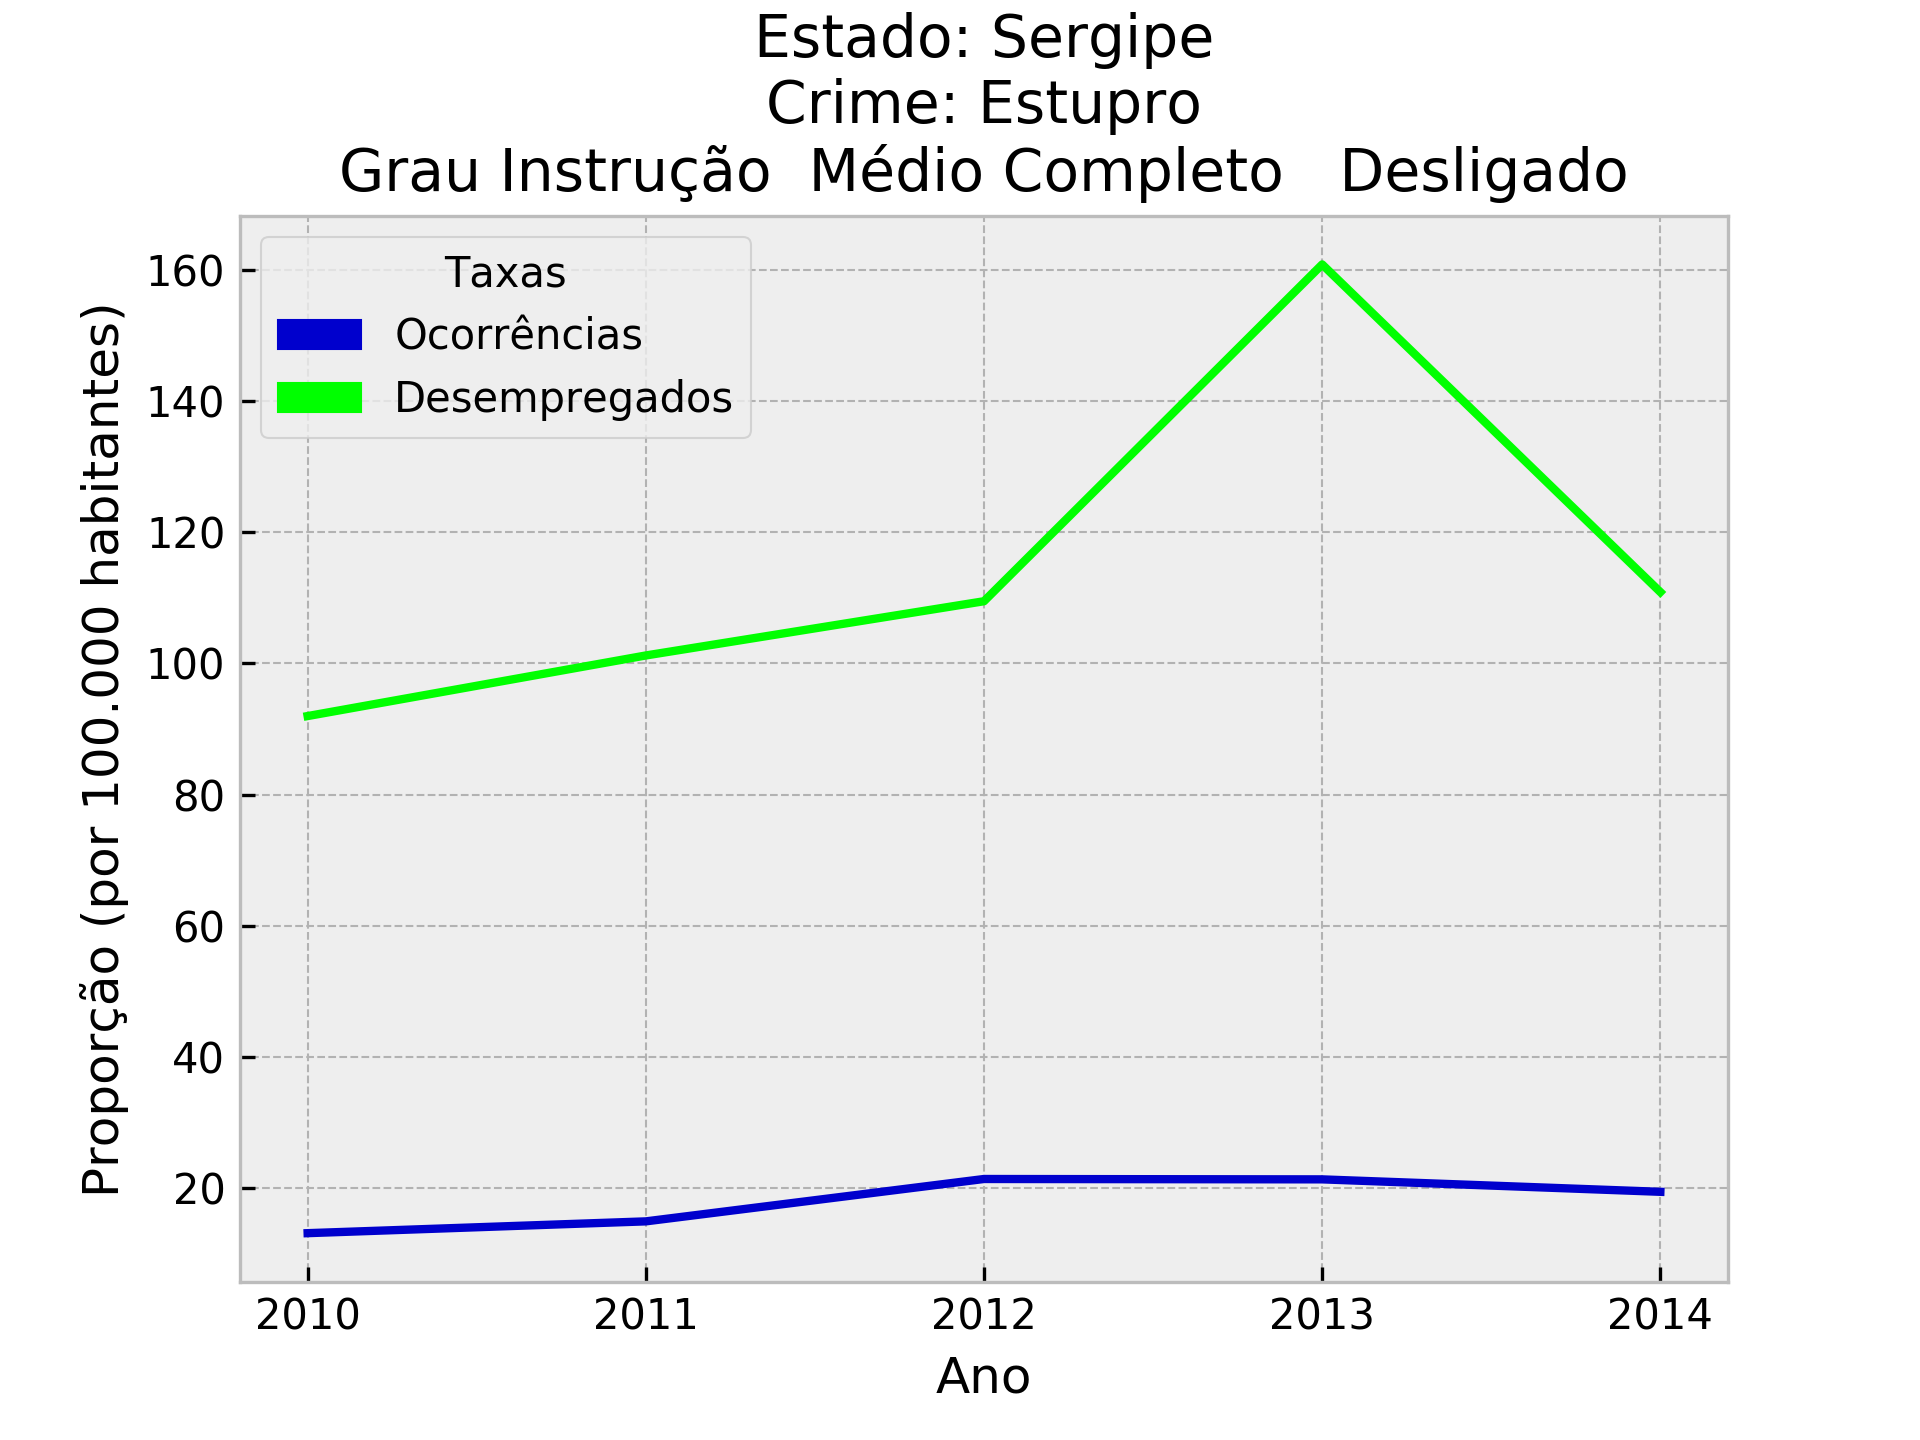 Estado: Sergipe
Crime: Estupro
Grau Instrução  Médio Completo   Desligado
Proporção (por 100.000 habitantes)
160
140
120
100
80
60
40
20
Taxas
Ocorrências
Desempregados
2010 2011 2012 2013 2014
Ano